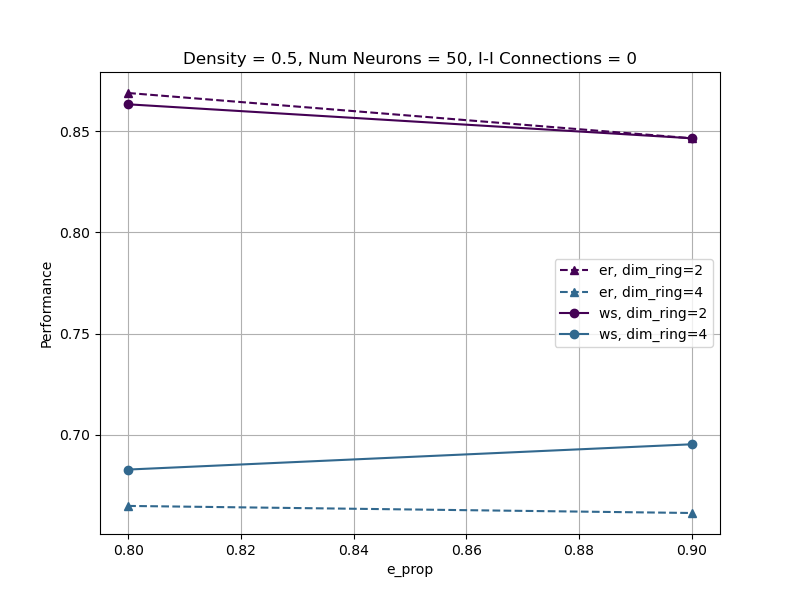 Density = 0.5, Num Neurons = 50, I-I Connections = 0
Performance
0.85
0.80
0.75
0.70
er, dim_ring=2
er, dim_ring=4
ws, dim_ring=2
ws, dim_ring=4
0.80 0.82 0.84 0.86 0.88 0.90
e_prop